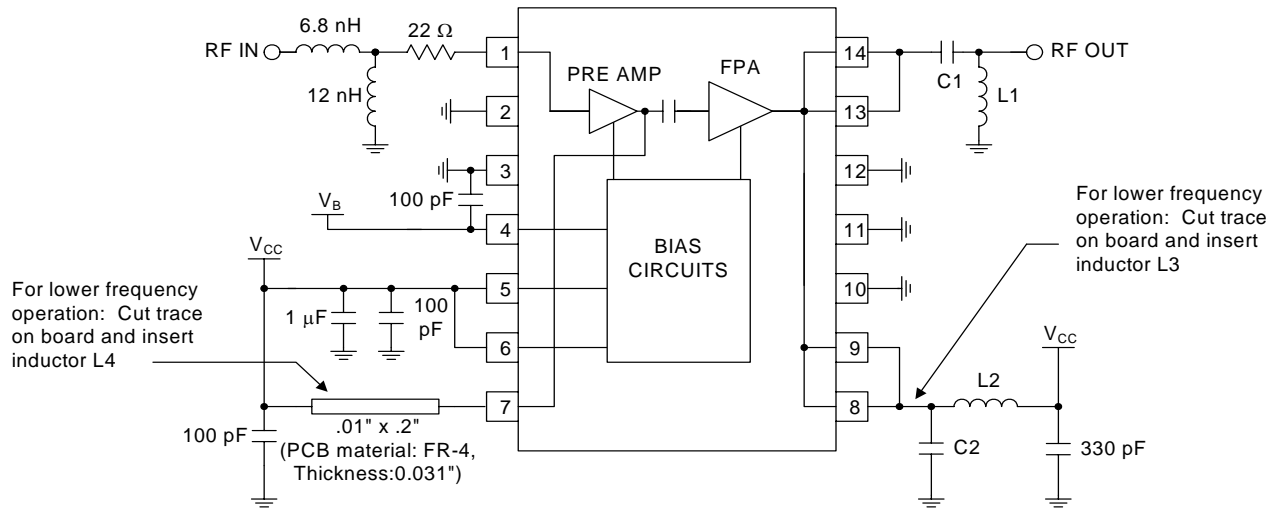 6.8 nH
22 Ω
RF IN
12 nH
1
2
3
100 pF
V_B
4
V_CC
5
1 μF
100
pF
6
7
For lower frequency
operation: Cut trace
on board and insert
inductor L4
100 pF
.01" x .2"
(PCB material: FR-4,
Thickness:0.031")
PRE AMP
FPA
BIAS
CIRCUITS
14
13
12
11
10
9
8
C1
RF OUT
L1
For lower frequency
operation: Cut trace
on board and insert
inductor L3
V_CC
L2
C2
330 pF